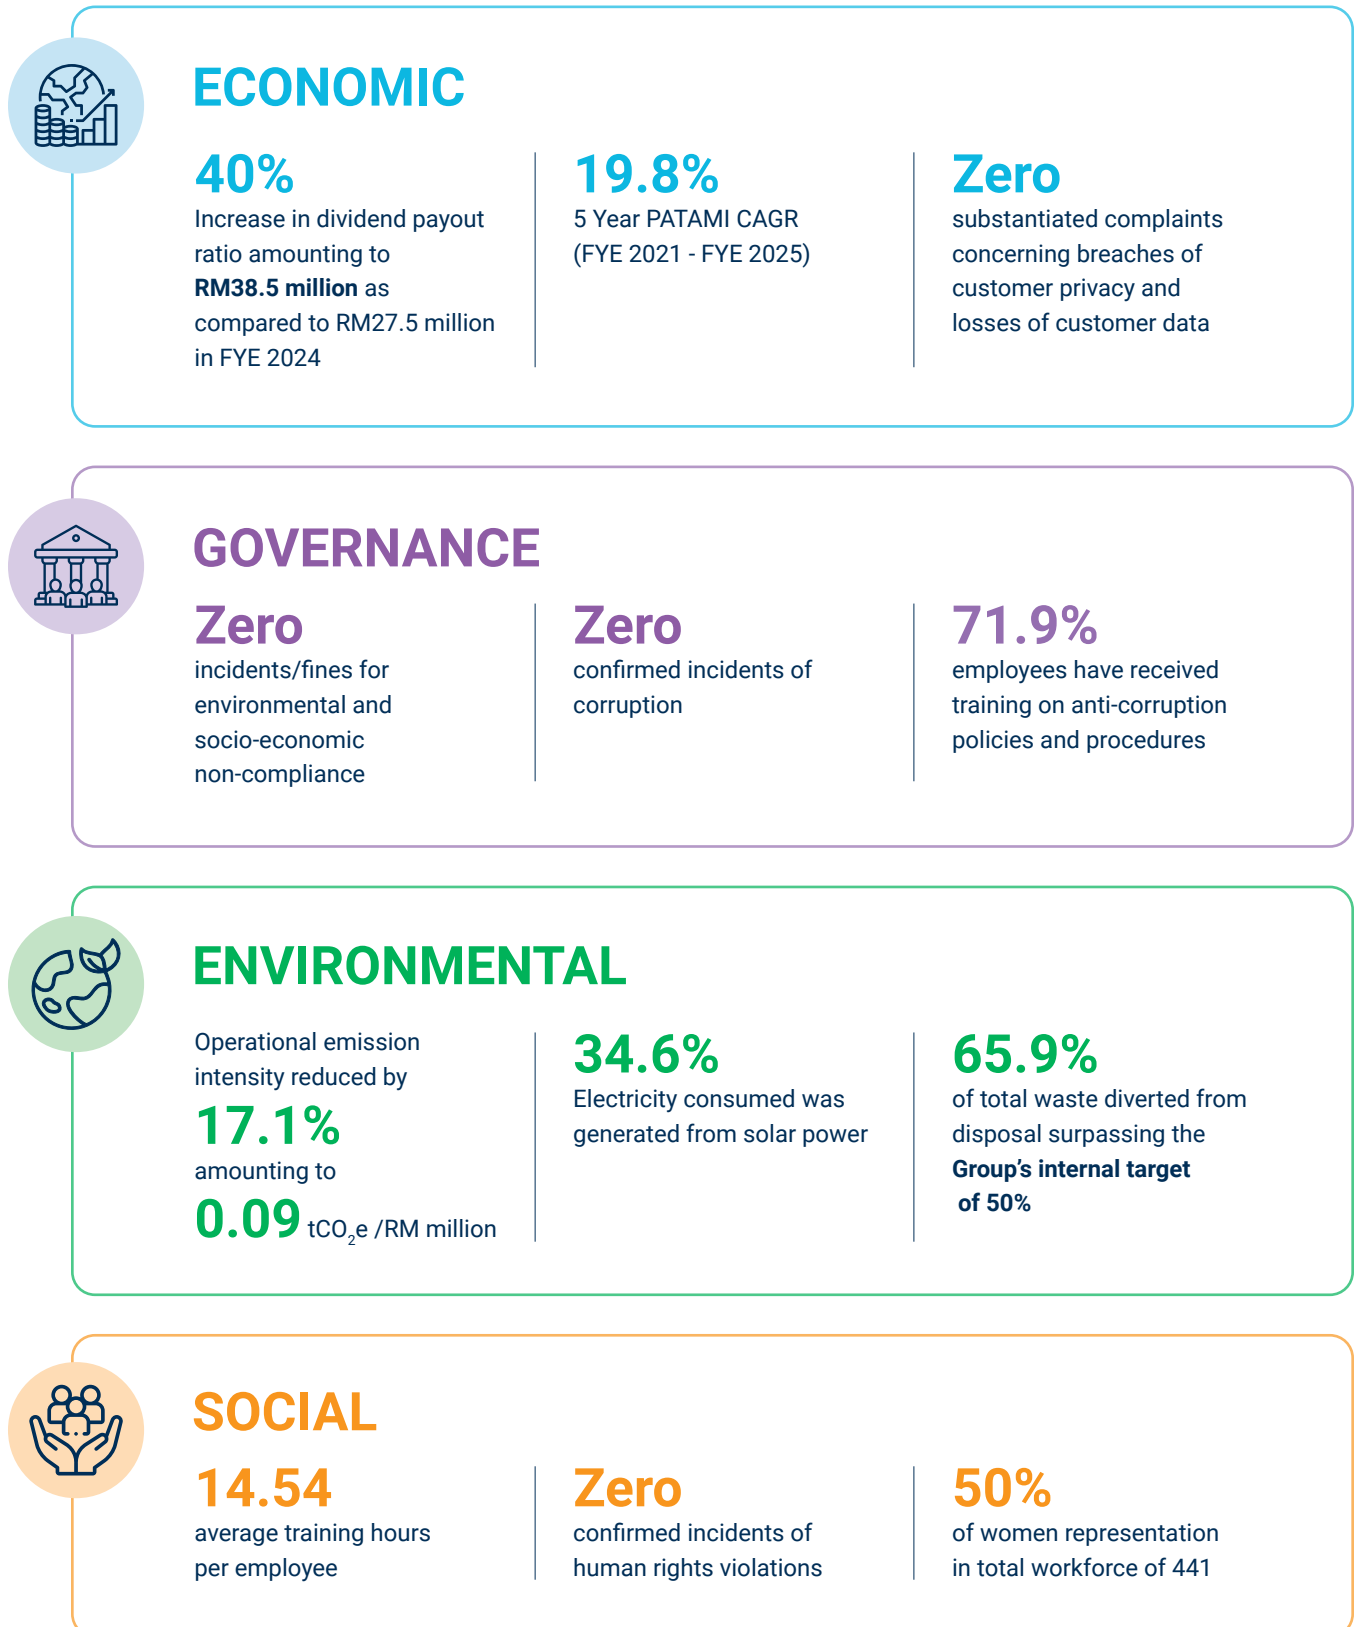 ECONOMIC
40%
Increase in dividend payout
ratio amounting to
RM38.5 million as
compared to RM27.5 million
in FYE 2024
19.8%
5 Year PATAMI CAGR
(FYE 2021 - FYE 2025)
Zero
substantiated complaints
concerning breaches of
customer privacy and
losses of customer data
GOVERNANCE
Zero
incidents/fines for
environmental and
socio-economic
non-compliance
Zero
confirmed incidents of
corruption
71.9%
employees have received
training on anti-corruption
policies and procedures
ENVIRONMENTAL
Operational emission
intensity reduced by
17.1%
amounting to
0.09 tCO₂e /RM million
34.6%
Electricity consumed was
generated from solar power
65.9%
of total waste diverted from
disposal surpassing the
Group's internal target
of 50%
SOCIAL
14.54
average training hours
per employee
Zero
confirmed incidents of
human rights violations
50%
of women representation
in total workforce of 441